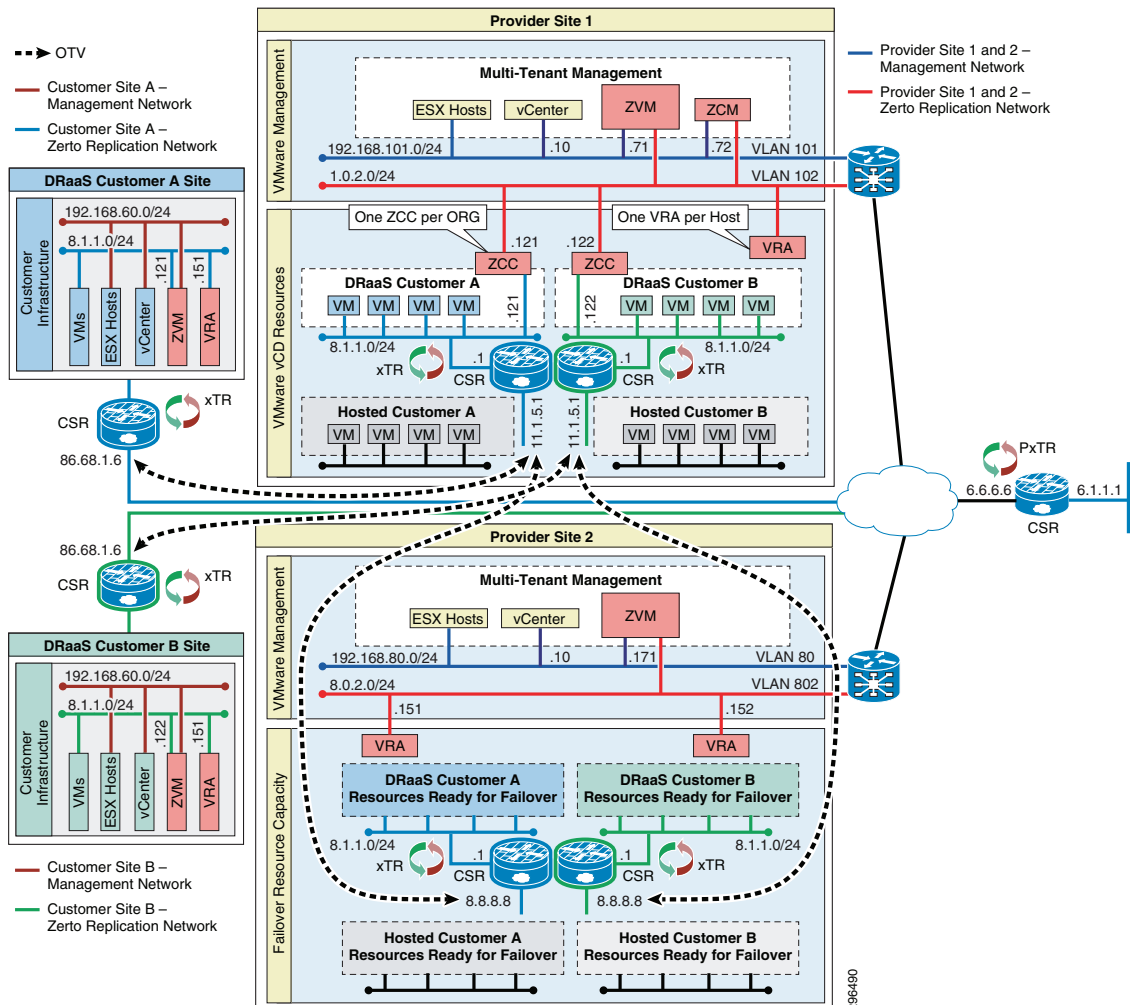 OTV
Customer Site A –
Management Network
Customer Site A –
Zerto Replication Network
Provider Site 1 and 2 –
Management Network
Provider Site 1 and 2 –
Zerto Replication Network
Provider Site 1
VMware Management
Multi-Tenant Management
ESX Hosts
vCenter
ZVM
ZCM
192.168.101.0/24
.10
.71
.72
VLAN 101
1.0.2.0/24
VLAN 102
VMware vCD Resources
One ZCC per ORG
One VRA per Host
.121
.122
ZCC
ZCC
VRA
DRaaS Customer A
VM
VM
VM
VM
.121
8.1.1.0/24
xTR
.1
CSR
11.1.5.1
DRaaS Customer B
VM
VM
VM
VM
.122
8.1.1.0/24
.1
xTR
CSR
11.1.5.1
Hosted Customer A
VM
VM
VM
VM
Hosted Customer B
VM
VM
VM
VM
DRaaS Customer A Site
Customer
Infrastructure
192.168.60.0/24
8.1.1.0/24
.121
.151
VMs
ESX Hosts
vCenter
ZVM
VRA
CSR
xTR
86.68.1.6
86.68.1.6
CSR
xTR
DRaaS Customer B Site
Customer
Infrastructure
192.168.60.0/24
8.1.1.0/24
.122
.151
VMs
ESX Hosts
vCenter
ZVM
VRA
Customer Site B –
Management Network
Customer Site B –
Zerto Replication Network
PxTR
6.6.6.6
6.1.1.1
CSR
Provider Site 2
VMware Management
Multi-Tenant Management
ESX Hosts
vCenter
ZVM
192.168.80.0/24
.10
.171
VLAN 80
8.0.2.0/24
VLAN 802
.151
.152
VRA
VRA
Failover Resource Capacity
DRaaS Customer A
Resources Ready for Failover
DRaaS Customer B
Resources Ready for Failover
8.1.1.0/24
xTR
.1
CSR
8.8.8.8
.1
8.1.1.0/24
xTR
CSR
8.8.8.8
Hosted Customer A
Resources Ready for Failover
Hosted Customer B
Resources Ready for Failover
96490